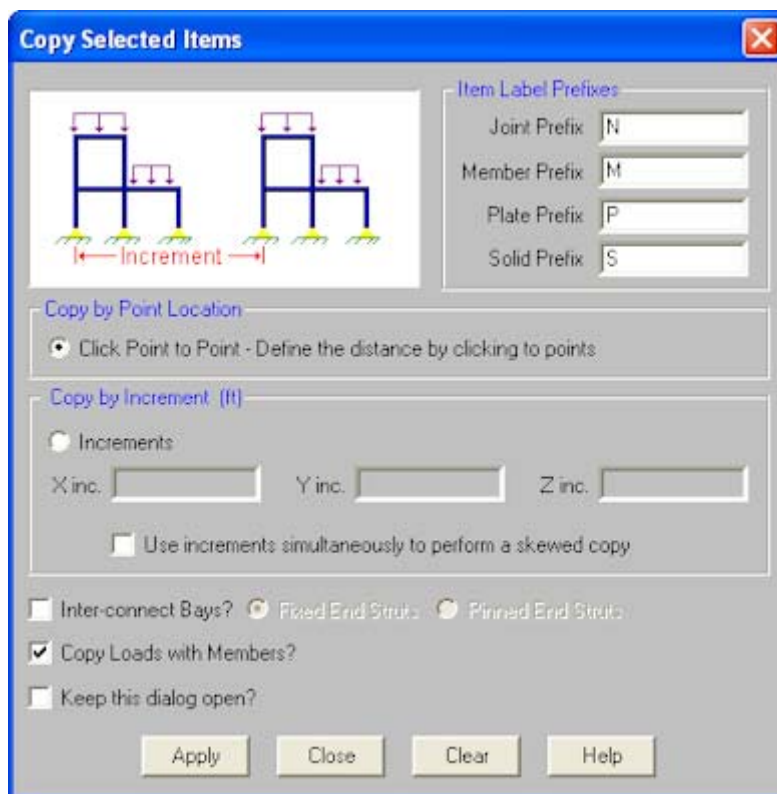 Copy Selected Items
Increment
Item Label Prefixes
Joint Prefix N
Member Prefix M
Plate Prefix P
Solid Prefix S
Copy by Point Location
Click Point to Point - Define the distance by clicking to points
Copy by Increment (ft)
Increments
X inc. Y inc. Z inc.
Use increments simultaneously to perform a skewed copy
Inter-connect Bays? Fixed End Struts Pinned End Struts
Copy Loads with Members?
Keep this dialog open?
Apply Close Clear Help